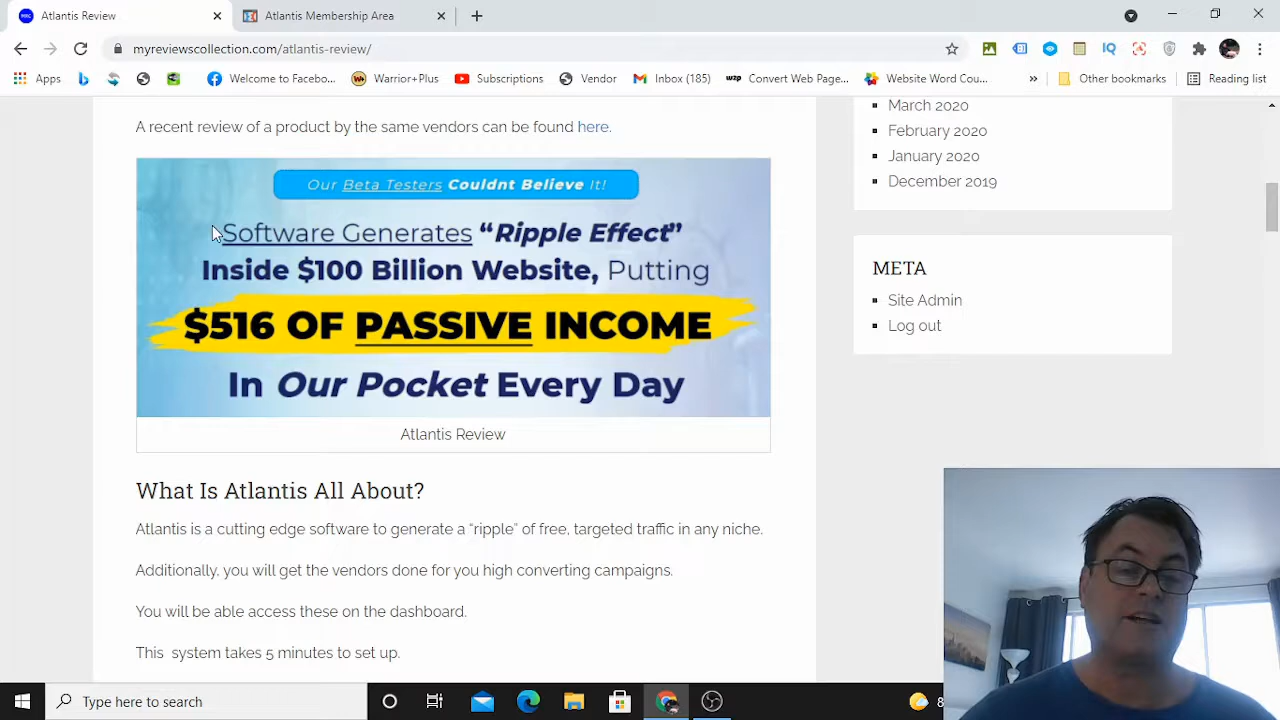 Atlantis Review
Atlantis Membership Area
myreviewscollection.com/atlantis-review/
Apps
Welcome to Facebo...
Warrior+Plus
Subscriptions
Vendor
Inbox (185)
Convert Web Page...
Website Word Cou...
»
Other bookmarks
Reading list
A recent review of a product by the same vendors can be found here.
Our Beta Testers Couldnt Believe It!
Software Generates “Ripple Effect”
Inside $100 Billion Website, Putting
$516 OF PASSIVE INCOME
In Our Pocket Every Day
Atlantis Review
What Is Atlantis All About?
Atlantis is a cutting edge software to generate a “ripple” of free, targeted traffic in any niche.
Additionally, you will get the vendors done for you high converting campaigns.
You will be able access these on the dashboard.
This system takes 5 minutes to set up.
March 2020
February 2020
January 2020
December 2019
META
Site Admin
Log out
Type here to search